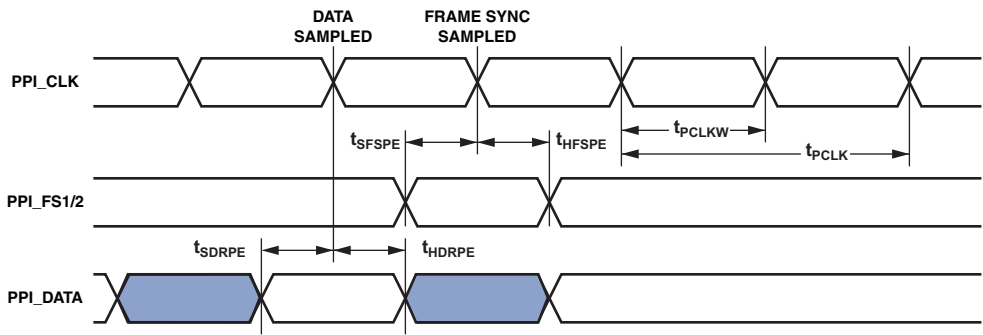 DATA
SAMPLED
FRAME SYNC
SAMPLED
PPI_CLK
tSFSPE
tHFSPE
tPCLKW
tPCLK
PPI_FS1/2
tSDRPE
tHDRPE
PPI_DATA